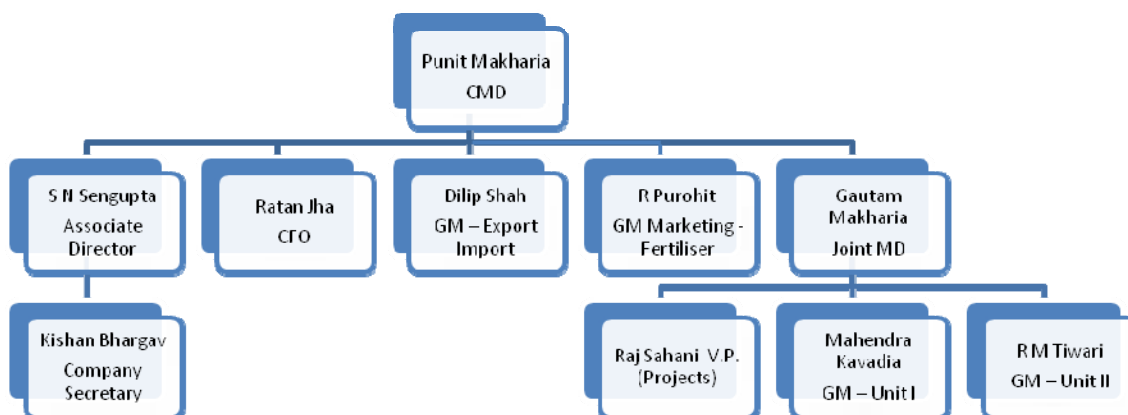 Punit Makharia
CMD
S N Sengupta
Associate
Director
Ratan Jha
CFO
Dilip Shah
GM – Export
Import
R Purohit
GM Marketing -
Fertiliser
Gautam
Makharia
Joint MD
Kishan Bhargav
Company
Secretary
Raj Sahani V.P.
(Projects)
Mahendra
Kavadia
GM – Unit I
R M Tiwari
GM – Unit II